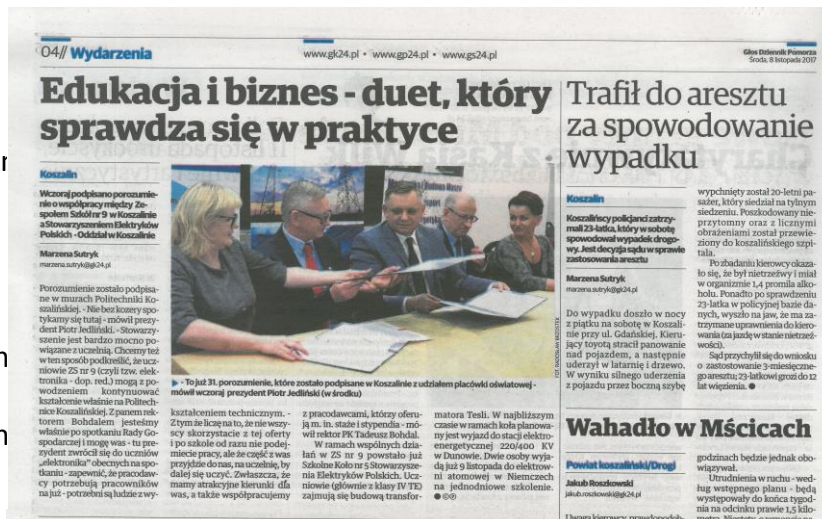 04// Wydarzenia
www.gk24.pl • www.gp24.pl • www.gs24.pl
Głos Dziennik Pomorza
Środa, 8 listopada 2017
Edukacja i biznes - duet, który
sprawdza się w praktyce
Koszalin
Wczoraj podpisano porozumie-
nie o współpracy między Ze-
społem Szkół nr 9 w Koszalinie
a Stowarzyszeniem Elektryków
Polskich - Oddział w Koszalinie
Marzena Sutryk
marzena.sutryk@gk24.pl
Porozumienie zostało podpisa-
ne w murach Politechniki Ko-
szalińskiej. - Nie bez kozery spo-
tykamy się tutaj - mówił prezy-
dent Piotr Jedliński. - Stowarzy-
szenie jest bardzo mocno po-
wiązane z uczelnią. Chcemy też
w ten sposób podkreślić, że ucz-
niowie ZS nr 9 (czyli tzw. elek-
tronika - dop. red.) mogą z po-
wodzeniem kontynuować
kształcenie właśnie na Politech-
nice Koszalińskiej. Z panem rek-
torem Bohdalem jesteśmy
właśnie po spotkaniu Rady Go-
spodarczej i mogę was - tu pre-
zydent zwrócił się do uczniów
„elektronika” obecnych na spo-
tkaniu - zapewnić, że pracodaw-
cy potrzebują pracowników
na już - potrzebni są ludzie z wy-
▶ - To już 31. porozumienie, które zostało podpisane w Koszalinie z udziałem placówki oświatowej -
mówił wczoraj prezydent Piotr Jedliński (w środku)
FOT. RADOSŁAW BRZOSTEK
kształceniem technicznym. -
Z tym że liczę na to, że nie wszy-
scy skorzystacie z tej oferty
i po szkole od razu nie podej-
miecie pracy, ale że część z was
przyjdzie do nas, na uczelnię, by
dalej się uczyć. Zwłaszcza, że
mamy atrakcyjne kierunki dla
was, a także współpracujemy
z pracodawcami, którzy oferu-
ją m. in. staże i stypendia - mó-
wił rektor PK Tadeusz Bohdal.
W ramach wspólnych dzia-
łań w ZS nr 9 powstało już
Szkolne Koło nr 5 Stowarzysze-
nia Elektryków Polskich. Ucz-
niowie (głównie z klasy IV TE)
zajmują się budową transfor-
matora Tesli. W najbliższym
czasie w ramach koła planowa-
ny jest wyjazd do stacji elektro-
energetycznej 220/400 KV
w Dunowie. Dwie osoby wyja-
dą już 9 listopada do elektrow-
ni atomowej w Niemczech
na jednodniowe szkolenie.
● ©℗
Trafił do aresztu
za spowodowanie
wypadku
Koszalin
Koszalińscy policjanci zatrzy-
mali 23-latka, który w sobotę
spowodował wypadek drogo-
wy. Jest decyzja sądu w sprawie
zastosowania aresztu
Marzena Sutryk
marzena.sutryk@gk24.pl
Do wypadku doszło w nocy
z piątku na sobotę w Koszali-
nie przy ul. Gdańskiej. Kieru-
jący toyotą stracił panowanie
nad pojazdem, a następnie
uderzył w latarnię i drzewo.
W wyniku silnego uderzenia
z pojazdu przez boczną szybę
wypchnięty został 20-letni pa-
sażer, który siedział na tylnym
siedzeniu. Poszkodowany nie-
przytomny oraz z licznymi
obrażeniami został przewie-
ziony do koszalińskiego szpi-
tala.
Po zbadaniu kierowcy okaza-
ło się, że był nietrzeźwy i miał
w organizmie 1,4 promila alko-
holu. Ponadto po sprawdzeniu
23-latka w policyjnej bazie da-
nych, wyszło na jaw, że ma za-
trzymane uprawnienia do kiero-
wania (za jazdę w stanie nietrzeź-
wości).
Sąd przychylił się do wniosku
o zastosowanie 3-miesięczne-
go aresztu; 23-latkowi grozi do 12
lat więzienia. ●
Wahadło w Mścicach
Powiat koszaliński/Drogi
Jakub Roszkowski
jakub.roszkowski@gk24.pl
Uwaga kierowcy, prawdopodob-
godzinach będzie jednak obo-
wiązywał.
Utrudnienia w ruchu - we-
dług wstępnego planu - będą
występowały do końca tygod-
nia na odcinku prawie 1,5 kilo-